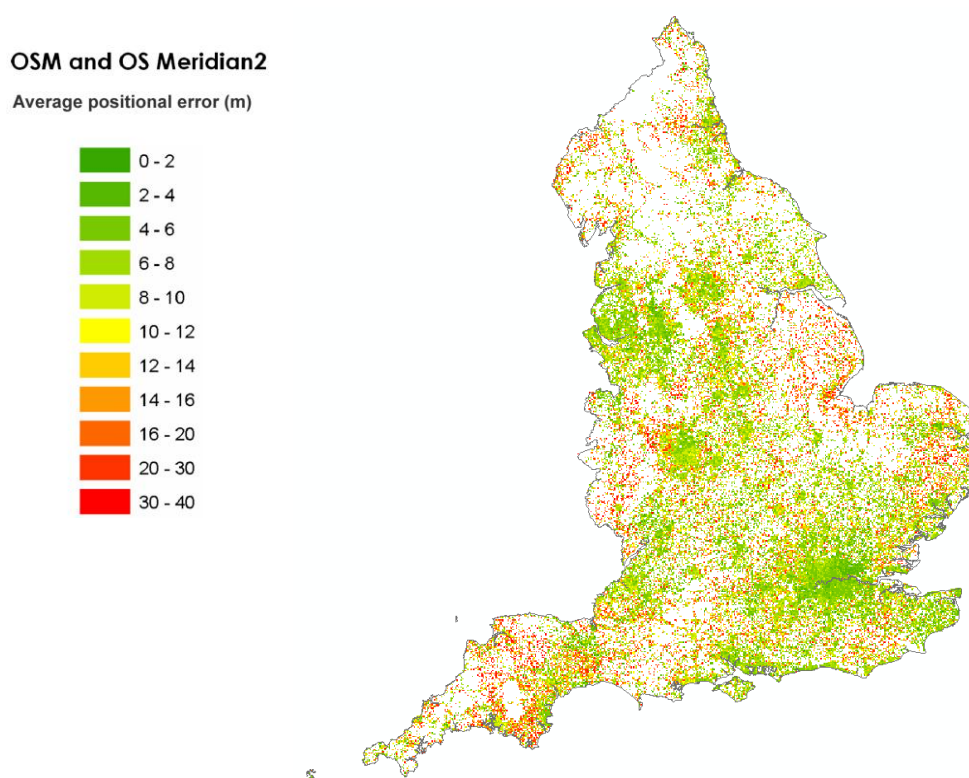 OSM and OS Meridian2
Average positional error (m)
0 - 2
2 - 4
4 - 6
6 - 8
8 - 10
10 - 12
12 - 14
14 - 16
16 - 20
20 - 30
30 - 40